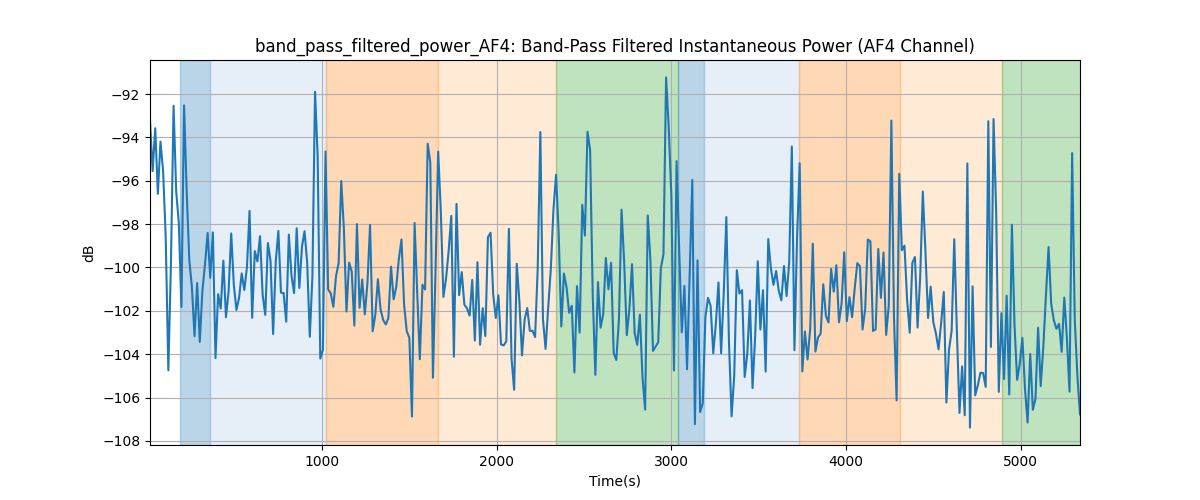 band_pass_filtered_power_AF4: Band-Pass Filtered Instantaneous Power (AF4 Channel)
−92
−94
−96
−98
−100
−102
−104
−106
−108
dB
1000 2000 3000 4000 5000
Time(s)